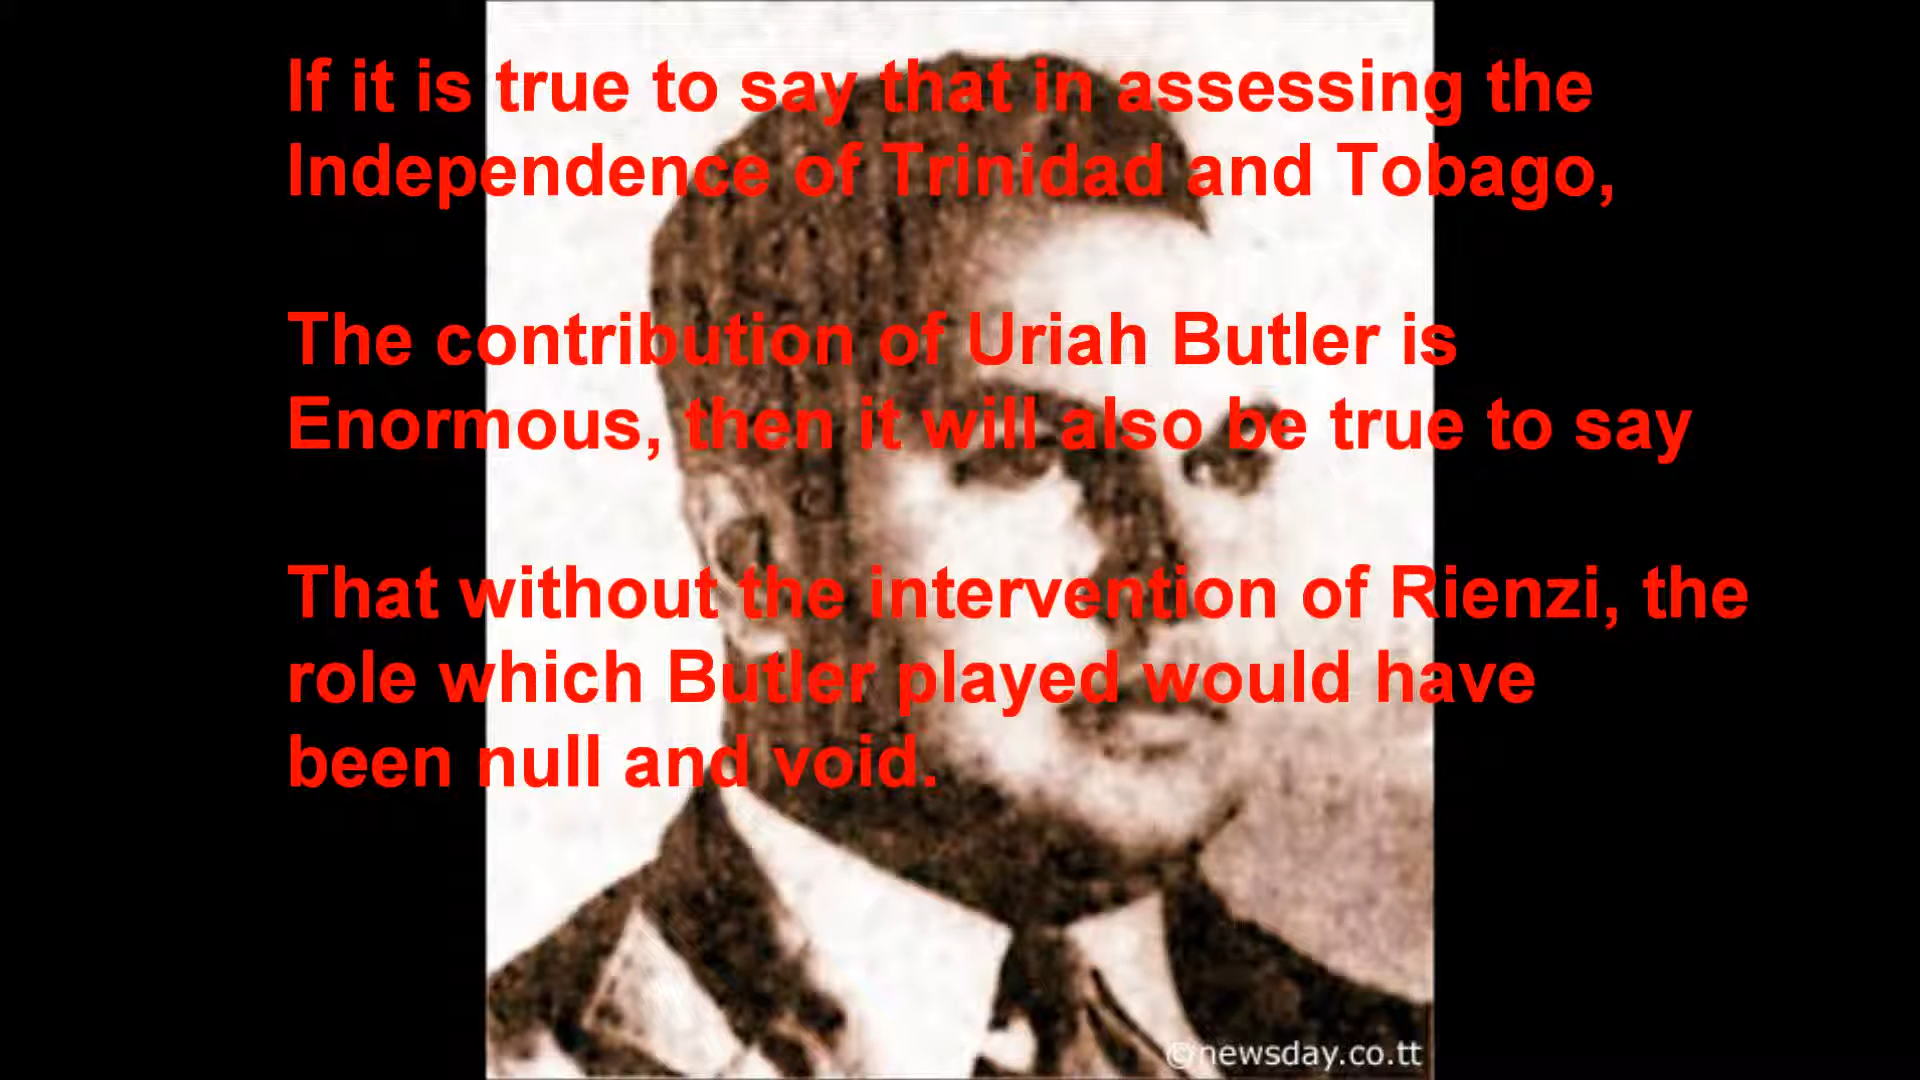 If it is true to say that in assessing the
Independence of Trinidad and Tobago,
The contribution of Uriah Butler is
Enormous, then it will also be true to say
That without the intervention of Rienzi, the
role which Butler played would have
been null and void.
©newsday.co.tt